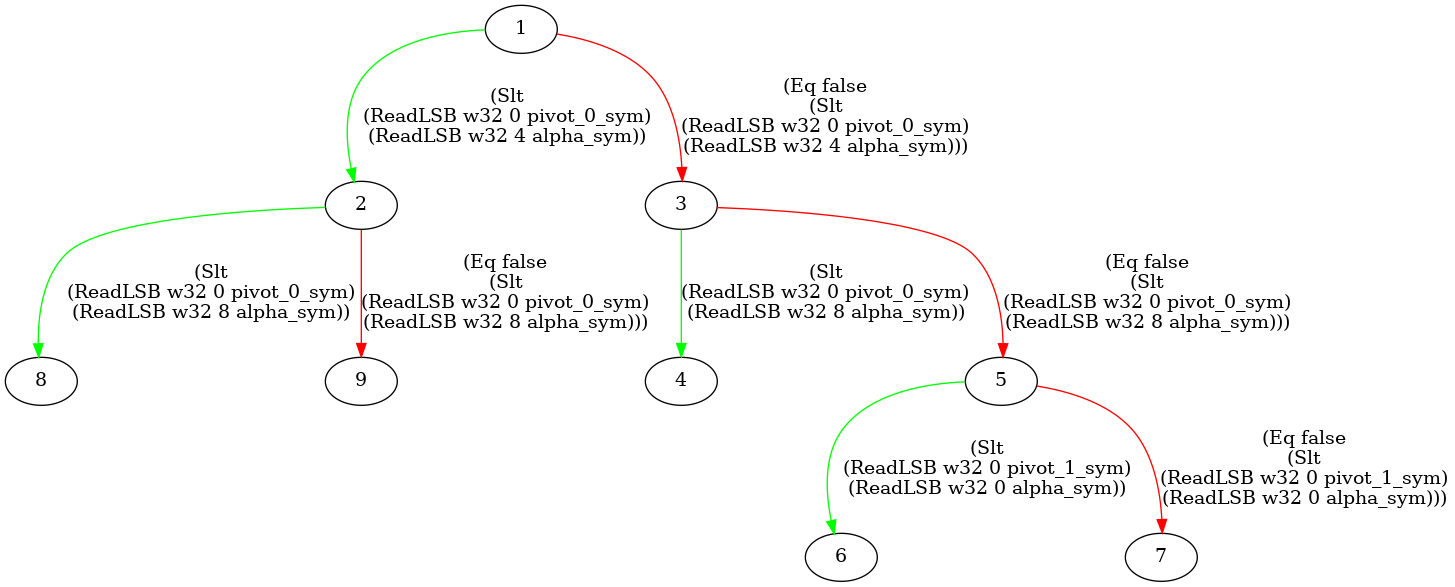 1
(Slt
(ReadLSB w32 0 pivot_0_sym)
(ReadLSB w32 4 alpha_sym))
(Eq false
(Slt
(ReadLSB w32 0 pivot_0_sym)
(ReadLSB w32 4 alpha_sym)))
2
3
(Slt
(ReadLSB w32 0 pivot_0_sym)
(ReadLSB w32 8 alpha_sym))
(Eq false
(Slt
(ReadLSB w32 0 pivot_0_sym)
(ReadLSB w32 8 alpha_sym)))
(Slt
(ReadLSB w32 0 pivot_0_sym)
(ReadLSB w32 8 alpha_sym))
(Eq false
(Slt
(ReadLSB w32 0 pivot_0_sym)
(ReadLSB w32 8 alpha_sym)))
8
9
4
5
(Slt
(ReadLSB w32 0 pivot_1_sym)
(ReadLSB w32 0 alpha_sym))
(Eq false
(Slt
(ReadLSB w32 0 pivot_1_sym)
(ReadLSB w32 0 alpha_sym)))
6
7